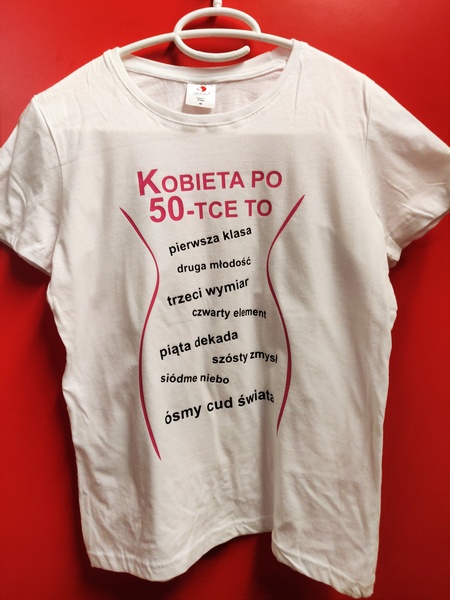 KOBIETA PO
50-TCE TO
pierwsza klasa
druga młodość
trzeci wymiar
czwarty element
piąta dekada
szósty zmysł
siódme niebo
ósmy cud świata